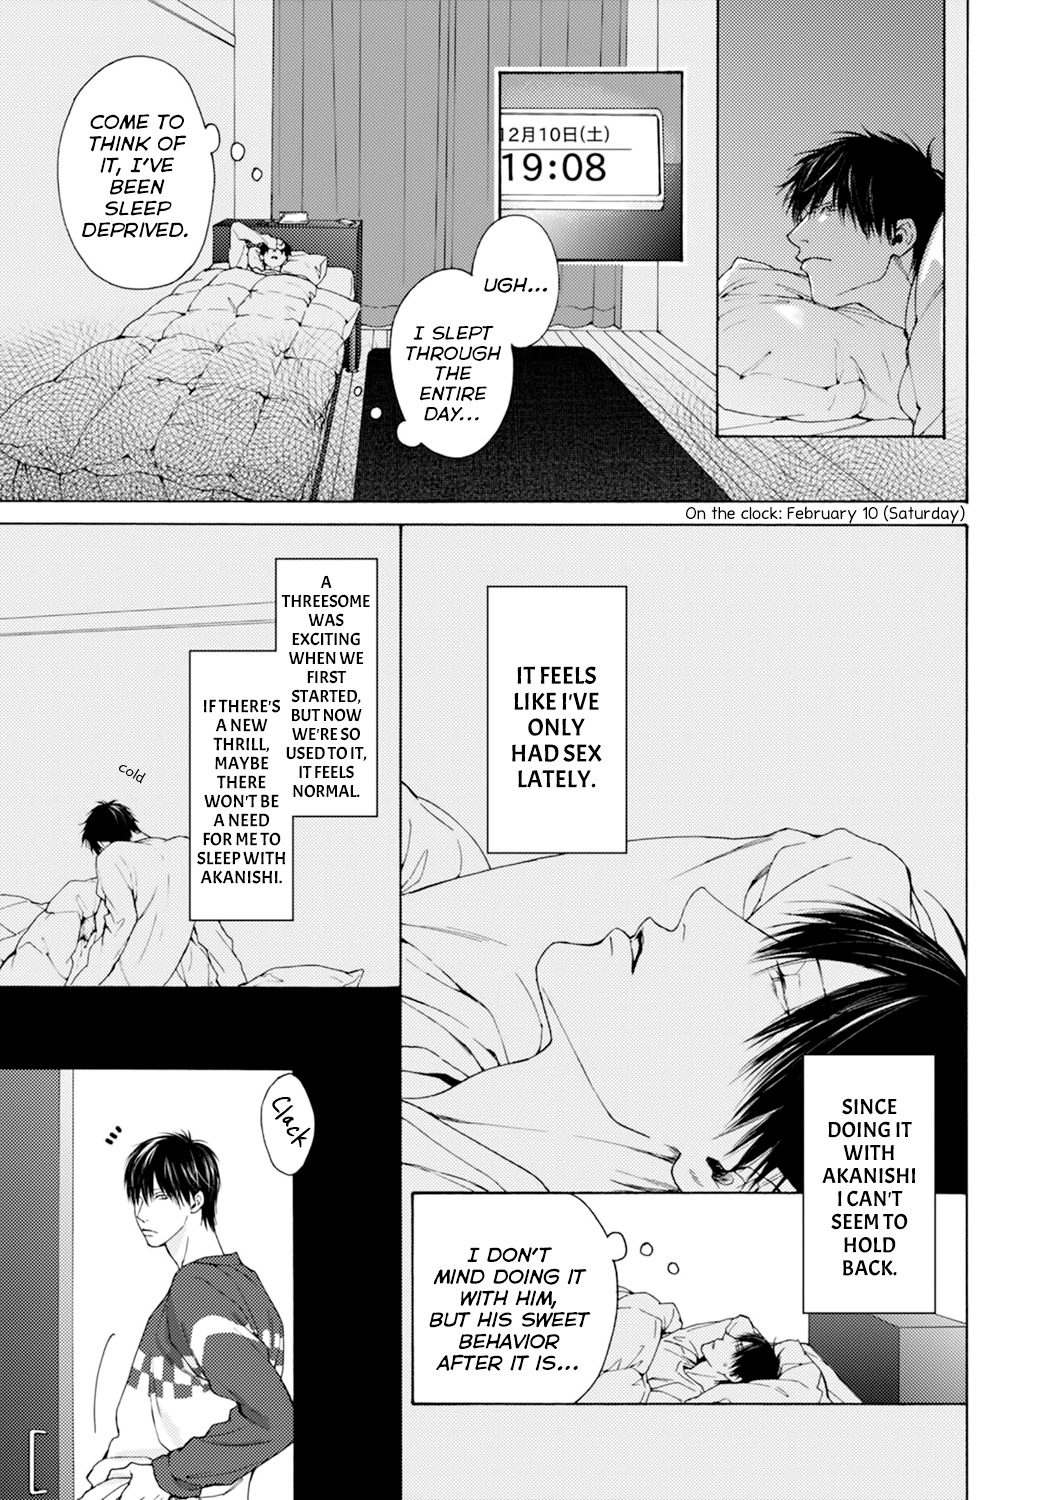 12月10日(土)
19:08
UGH...
I SLEPT
THROUGH
THE
ENTIRE
DAY...
COME TO
THINK OF
IT, I'VE
BEEN
SLEEP
DEPRIVED.
On the clock: February 10 (Saturday)
IT FEELS
LIKE I'VE
ONLY
HAD SEX
LATELY.
SINCE
DOING IT
WITH
AKANISHI
I CAN'T
SEEM TO
HOLD
BACK.
I DON'T
MIND DOING IT
WITH HIM,
BUT HIS SWEET
BEHAVIOR
AFTER IT IS...
A
THREESOME
WAS
EXCITING
WHEN WE
FIRST
STARTED,
BUT NOW
WE'RE SO
USED TO IT,
IT FEELS
NORMAL.
IF THERE'S
A NEW
THRILL,
MAYBE
THERE
WON'T BE
A NEED
FOR ME TO
SLEEP WITH
AKANISHI.
cold
Clack